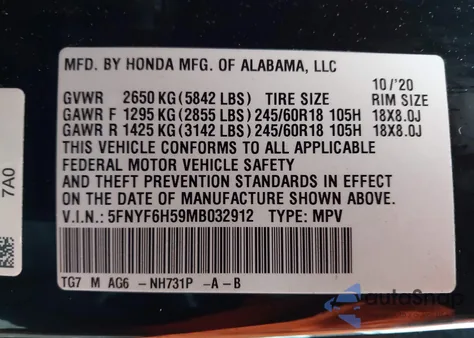 MFD. BY HONDA MFG. OF ALABAMA, LLC
10/'20
GVWR 2650 KG (5842 LBS) TIRE SIZE RIM SIZE
GAWR F 1295 KG (2855 LBS) 245/60R18 105H 18X8.0J
GAWR R 1425 KG (3142 LBS) 245/60R18 105H 18X8.0J
THIS VEHICLE CONFORMS TO ALL APPLICABLE
FEDERAL MOTOR VEHICLE SAFETY
AND THEFT PREVENTION STANDARDS IN EFFECT
ON THE DATE OF MANUFACTURE SHOWN ABOVE.
V.I.N.: 5FNYF6H59MB032912 TYPE: MPV
TG7 M AG6 -NH731P -A-B
7A0
autoSnap